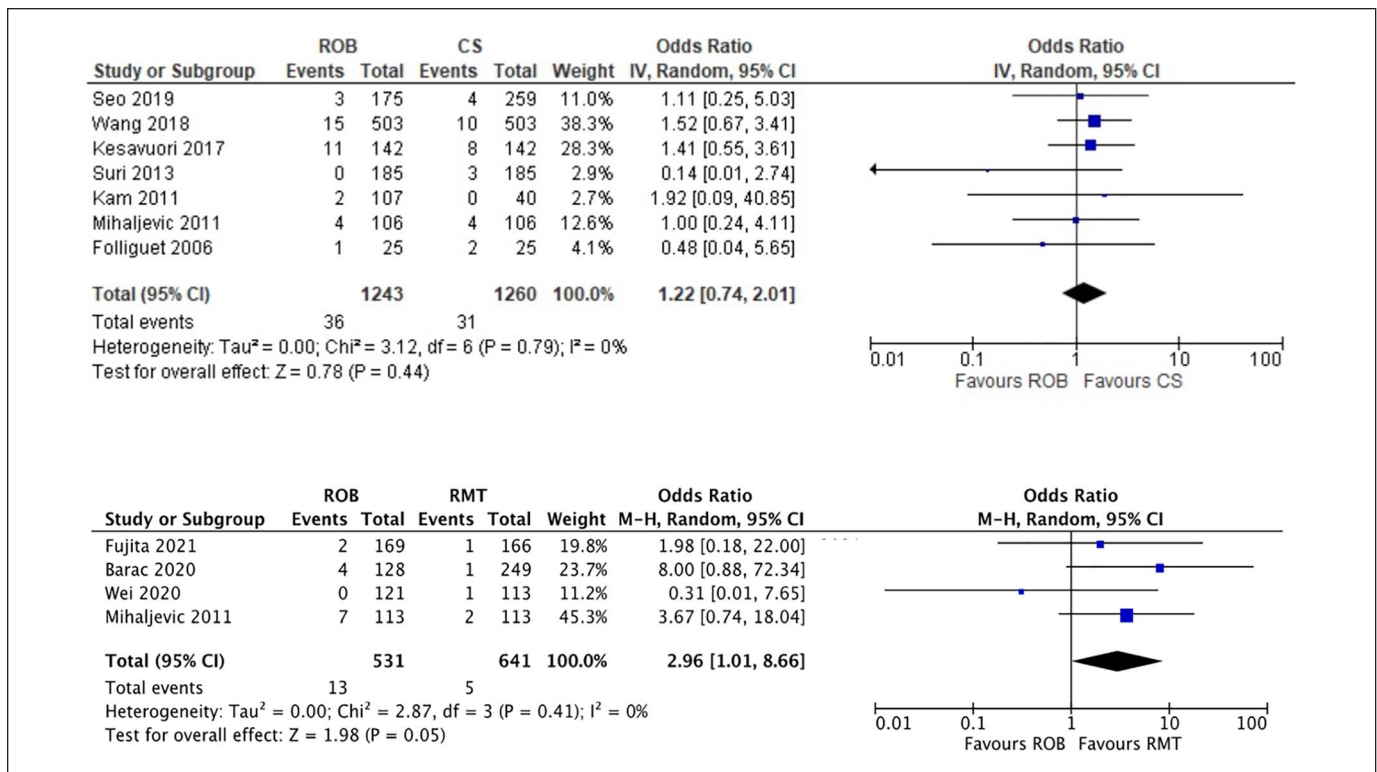 ROB CS Odds Ratio Odds Ratio
Study or Subgroup Events Total Events Total Weight IV, Random, 95% CI IV, Random, 95% CI
Seo 2019 3 175 4 259 11.0% 1.11 [0.25, 5.03]
Wang 2018 15 503 10 503 38.3% 1.52 [0.67, 3.41]
Kesavuori 2017 11 142 8 142 28.3% 1.41 [0.55, 3.61]
Suri 2013 0 185 3 185 2.9% 0.14 [0.01, 2.74]
Kam 2011 2 107 0 40 2.7% 1.92 [0.09, 40.85]
Mihaljevic 2011 4 106 4 106 12.6% 1.00 [0.24, 4.11]
Folliguet 2006 1 25 2 25 4.1% 0.48 [0.04, 5.65]
Total (95% CI) 1243 1260 100.0% 1.22 [0.74, 2.01]
Total events 36 31
Heterogeneity: Tau² = 0.00; Chi² = 3.12, df = 6 (P = 0.79); I² = 0%
Test for overall effect: Z = 0.78 (P = 0.44)
0.01 0.1 1 10 100
Favours ROB Favours CS
ROB RMT Odds Ratio Odds Ratio
Study or Subgroup Events Total Events Total Weight M-H, Random, 95% CI M-H, Random, 95% CI
Fujita 2021 2 169 1 166 19.8% 1.98 [0.18, 22.00]
Barac 2020 4 128 1 249 23.7% 8.00 [0.88, 72.34]
Wei 2020 0 121 1 113 11.2% 0.31 [0.01, 7.65]
Mihaljevic 2011 7 113 2 113 45.3% 3.67 [0.74, 18.04]
Total (95% CI) 531 641 100.0% 2.96 [1.01, 8.66]
Total events 13 5
Heterogeneity: Tau² = 0.00; Chi² = 2.87, df = 3 (P = 0.41); I² = 0%
Test for overall effect: Z = 1.98 (P = 0.05)
0.01 0.1 1 10 100
Favours ROB Favours RMT